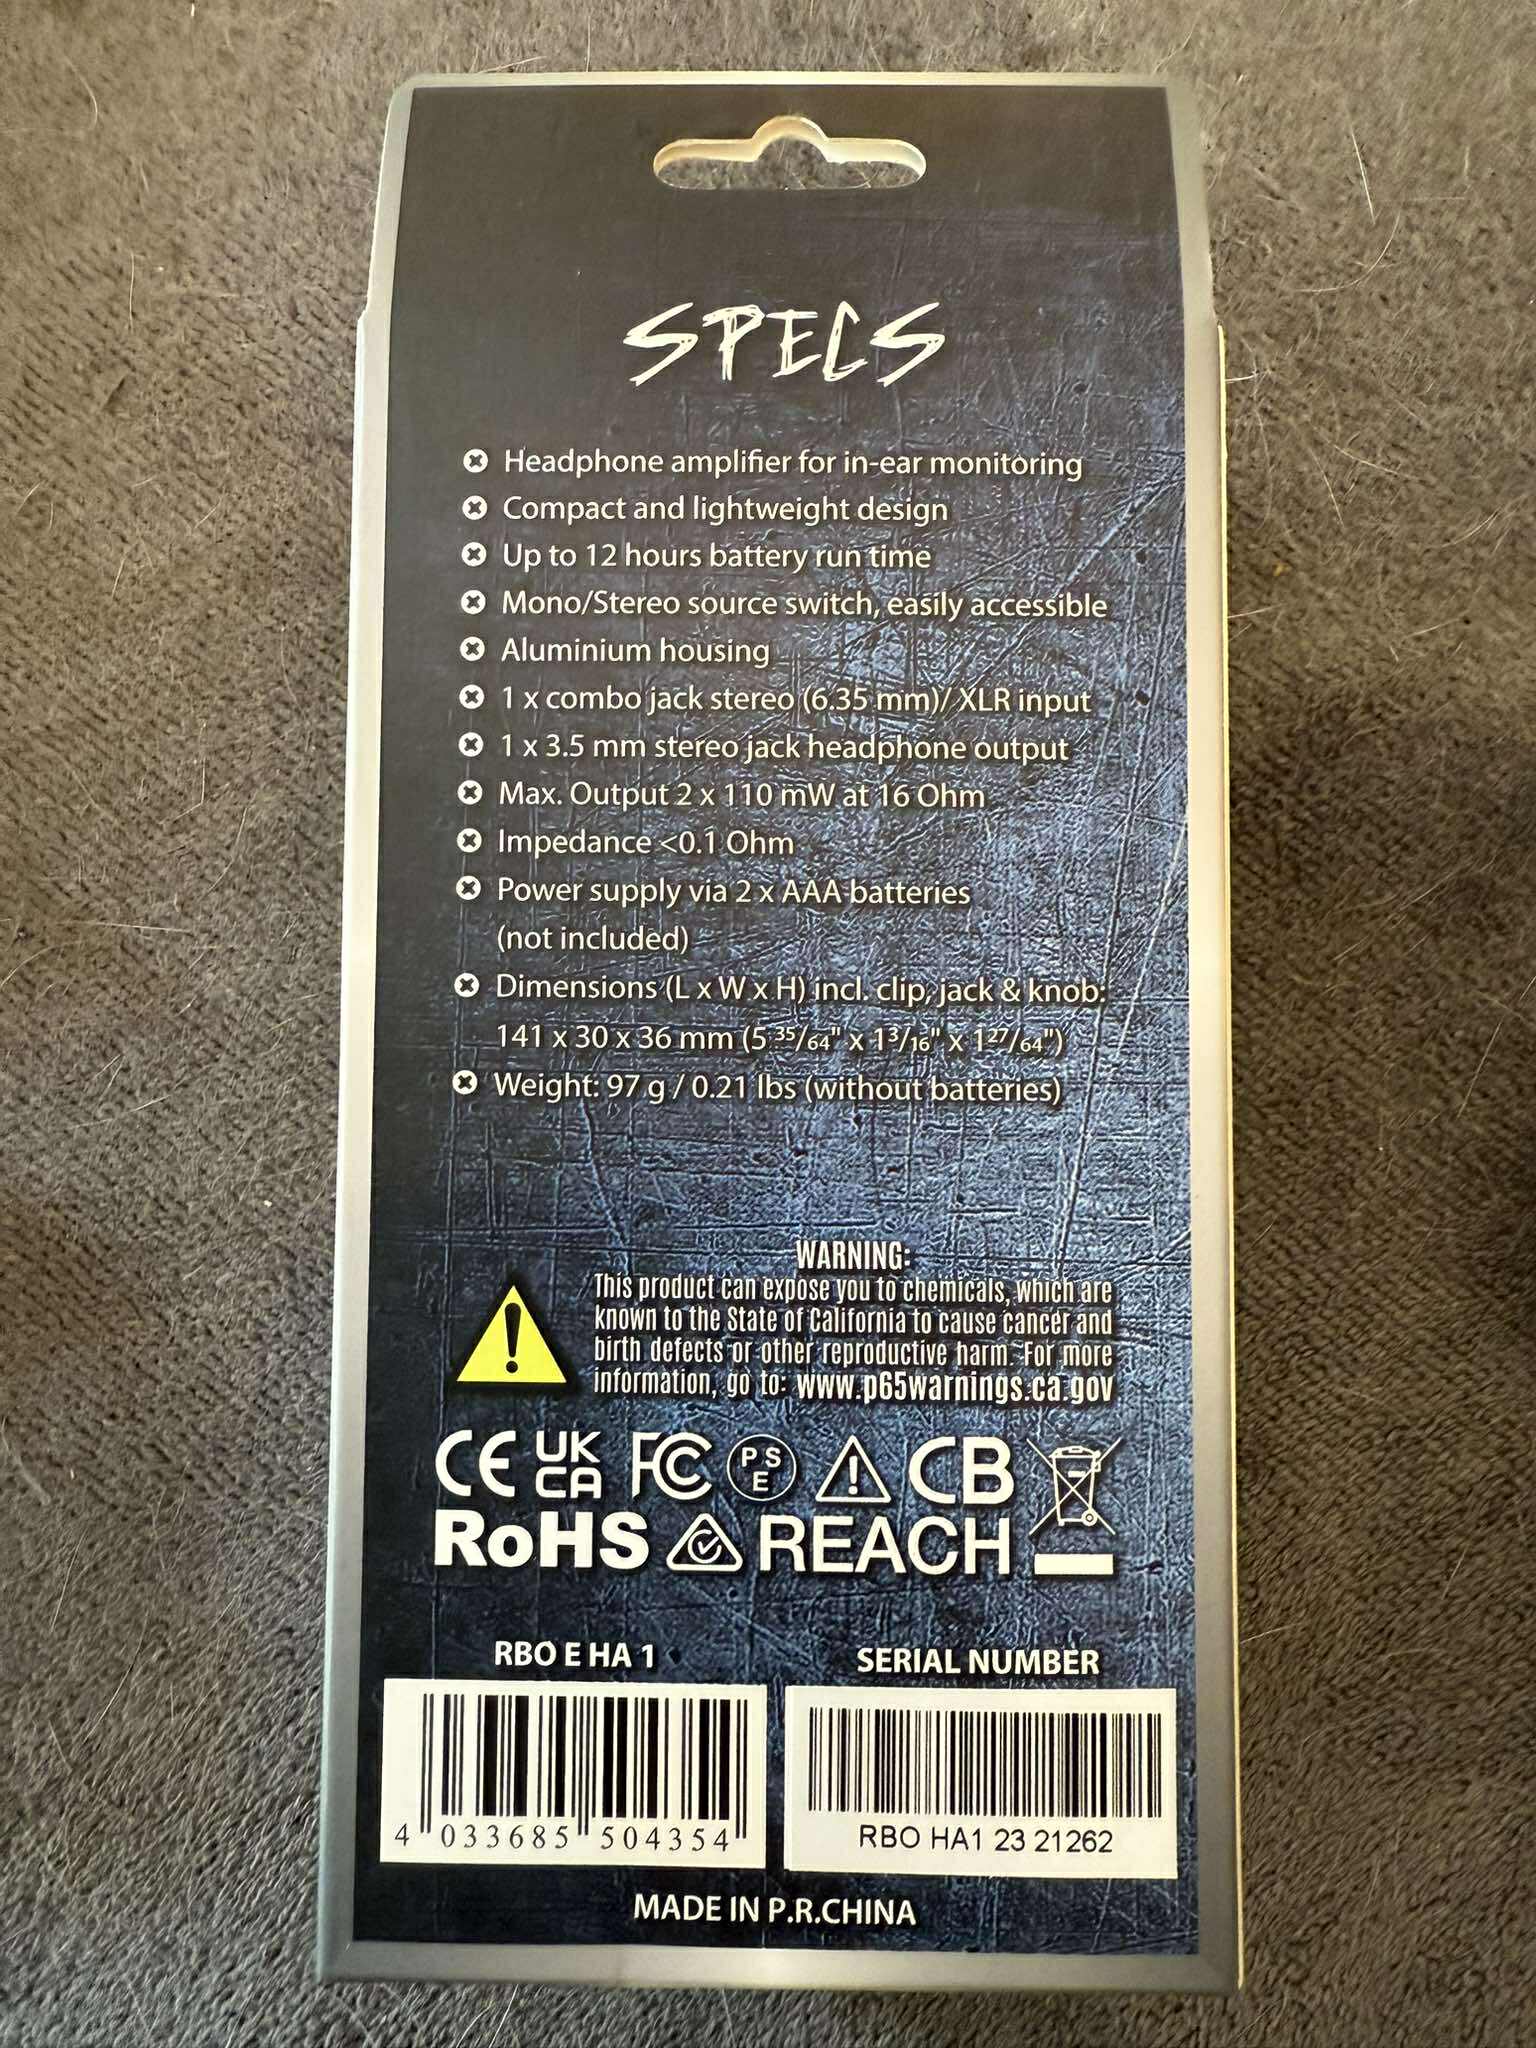 SPECS
Headphone amplifier for in-ear monitoring
Compact and lightweight design
Up to 12 hours battery run time
Mono/Stereo source switch, easily accessible
Aluminium housing
1 x combo jack stereo (6.35 mm)/ XLR input
1 x 3.5 mm stereo jack headphone output
Max. Output 2 x 110 mW at 16 Ohm
Impedance <0.1 Ohm
Power supply via 2 x AAA batteries
(not included)
Dimensions (L x W x H) incl. clip, jack & knob:
141 x 30 x 36 mm (5 35/64" x 1 3/16" x 1 27/64")
Weight: 97 g / 0.21 lbs (without batteries)
WARNING:
This product can expose you to chemicals, which are
known to the State of California to cause cancer and
birth defects or other reproductive harm. For more
information, go to: www.p65warnings.ca.gov
CE UK CA FC PSE CB
RoHS REACH
RBO E HA 1 SERIAL NUMBER
4 033685 504354 RBO HA1 23 21262
MADE IN P.R.CHINA